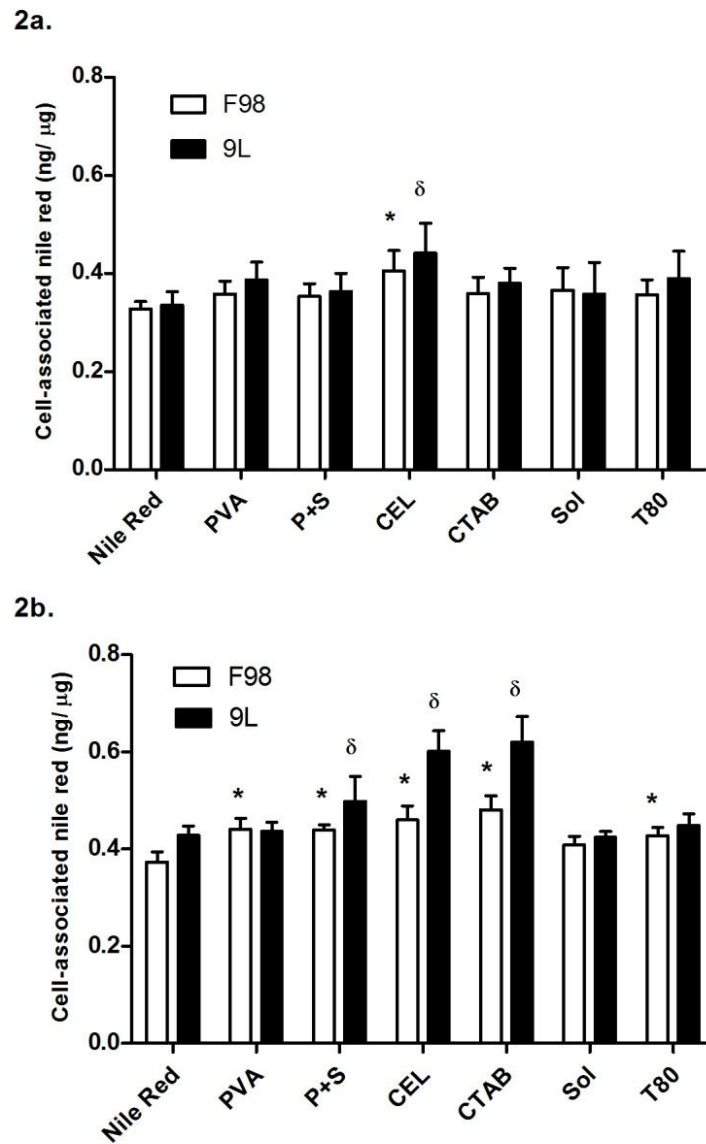 2a.
0.8
F98
9L
0.6
δ
*
0.4
0.2
0.0
Cell-associated nile red (ng/ μg)
Nile Red PVA P+S CEL CTAB Sol T80
2b.
0.8
F98
9L
δ
δ
0.6
δ
*
*
*
*
*
0.4
0.2
0.0
Cell-associated nile red (ng/ μg)
Nile Red PVA P+S CEL CTAB Sol T80